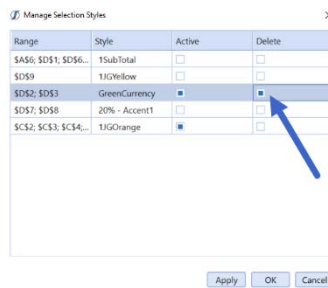 Manage Selection Styles
Range Style Active Delete
$A$6; $D$1; $D$6... 1SubTotal
$D$9 1JGYellow
$D$2; $D$3 GreenCurrency
$D$7; $D$8 20% - Accent1
$C$2; $C$3; $C$4;... 1JGOrange
Apply OK Cancel